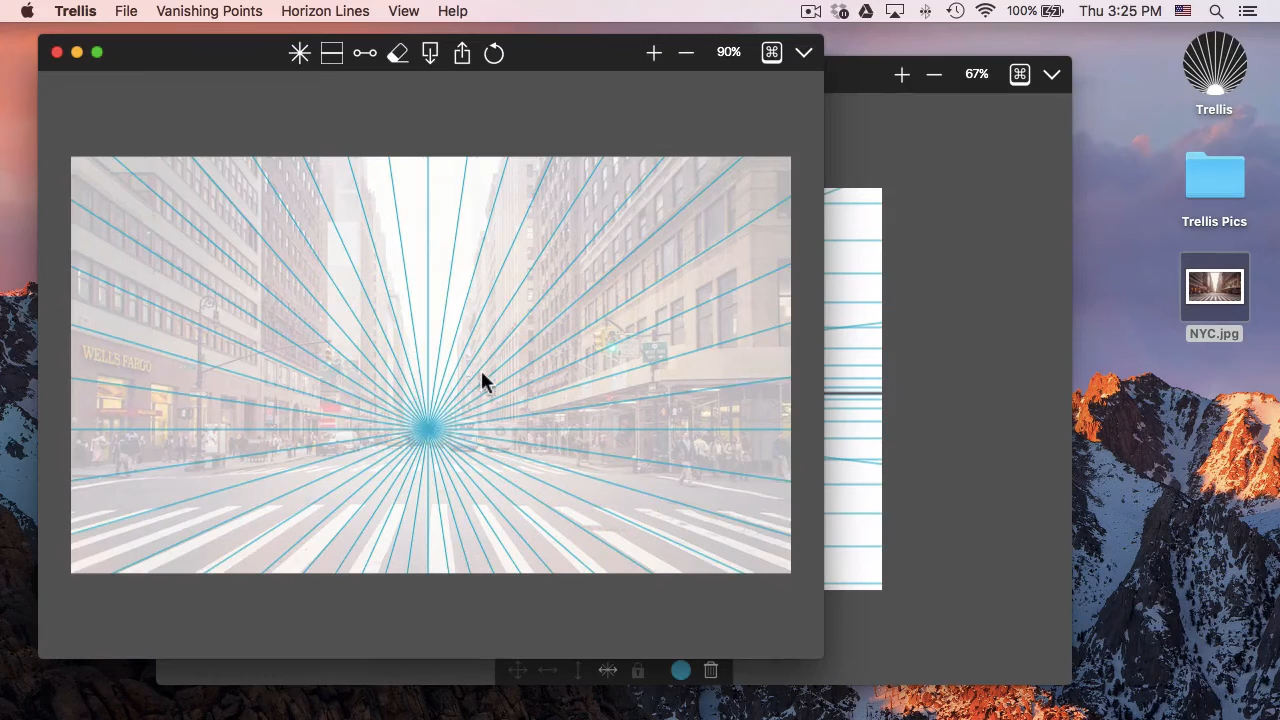 Trellis File Vanishing Points Horizon Lines View Help 100% Thu 3:25 PM
90%
67%
Trellis
Trellis Pics
NYC.jpg
WELLS FARGO